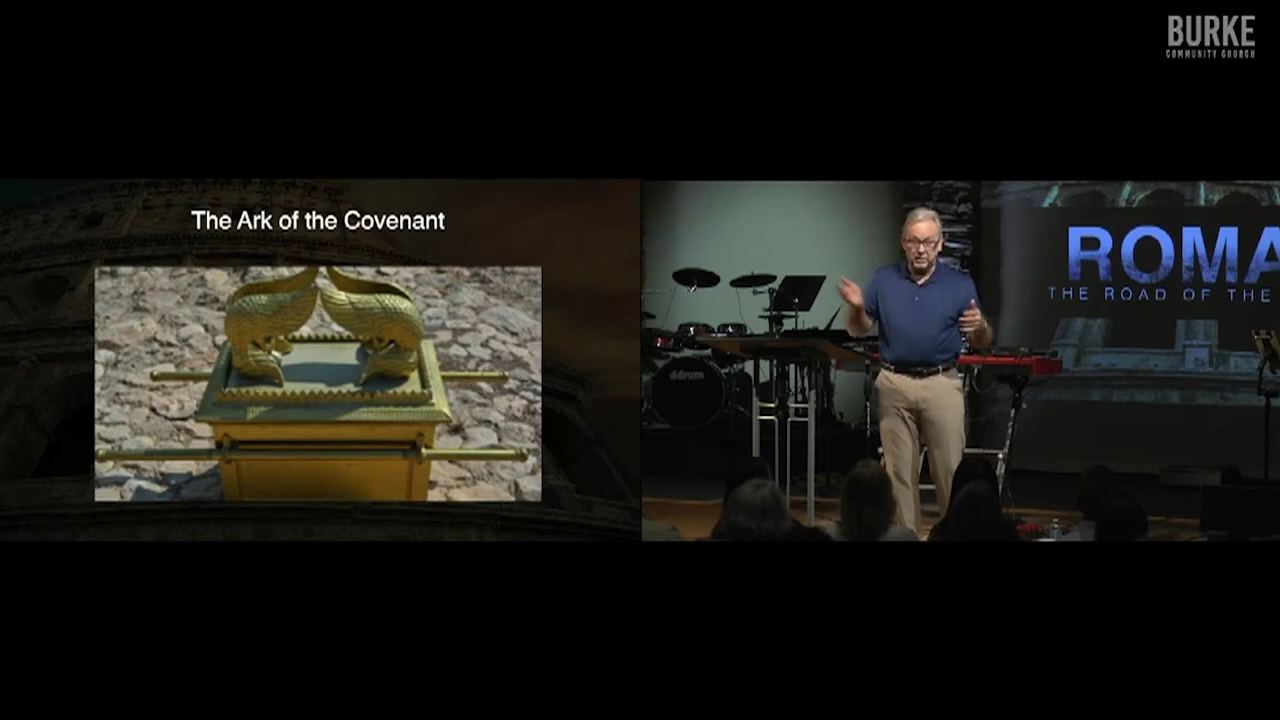 BURKE
COMMUNITY CHURCH
The Ark of the Covenant
ROMA
THE ROAD OF THE
ddrum